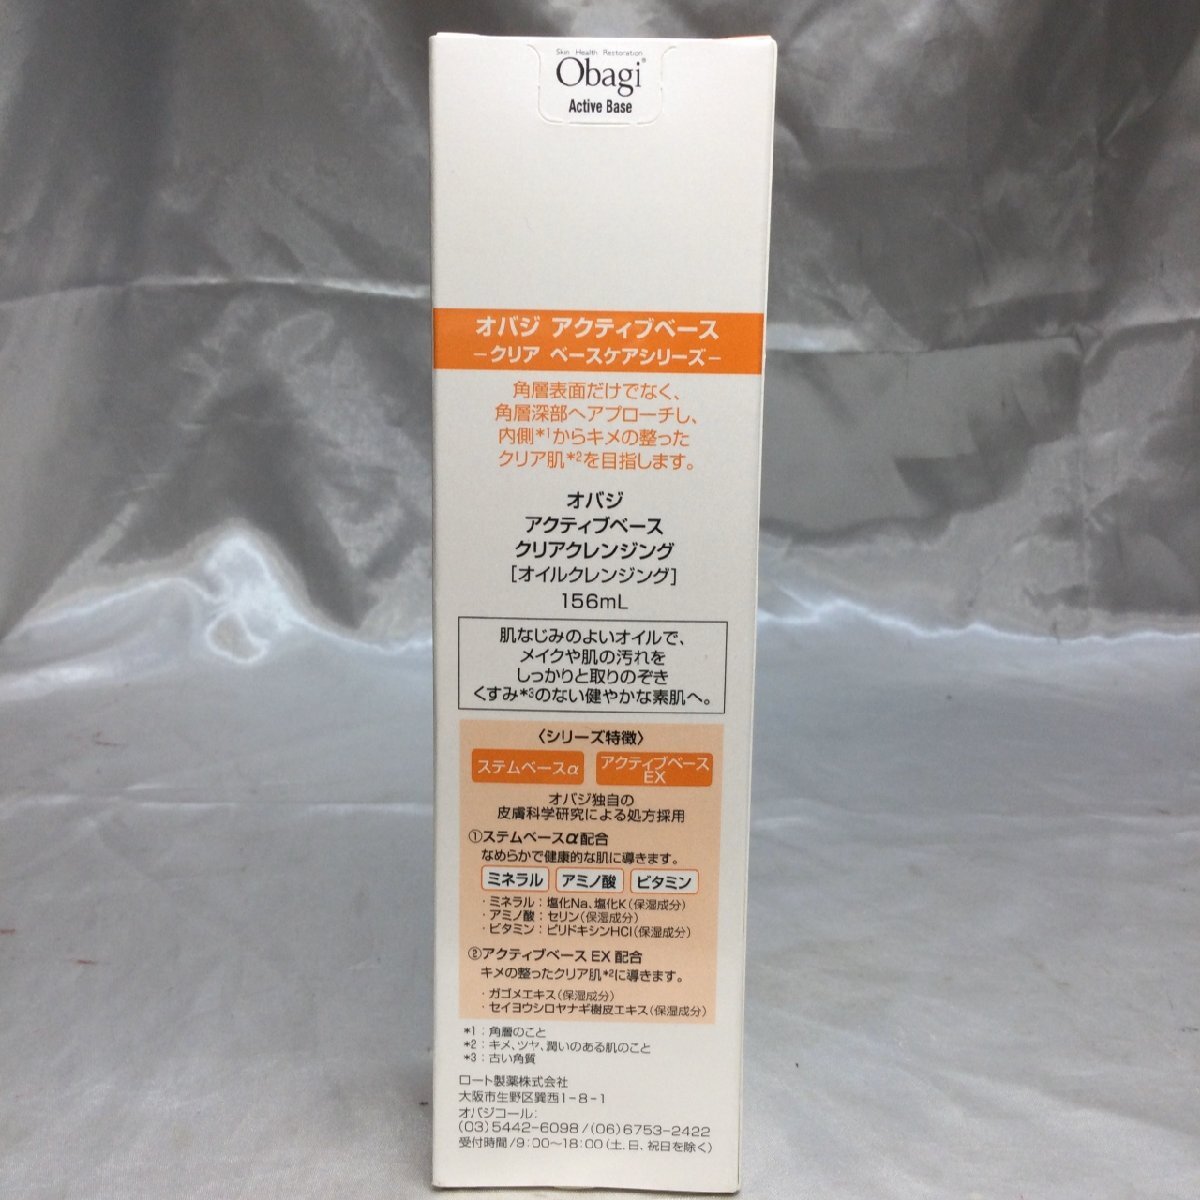 Skin Health Restoration
Obagi®
Active Base
オバジ アクティブベース
－クリア ベースケアシリーズ－
角層表面だけでなく、
角層深部へアプローチし、
内側*1からキメの整った
クリア肌*2を目指します。
オバジ
アクティブベース
クリアクレンジング
［オイルクレンジング］
156mL
肌なじみのよいオイルで、
メイクや肌の汚れを
しっかりと取りのぞき
くすみ*3のない健やかな素肌へ。
〈シリーズ特徴〉
ステムベースα アクティブベース
EX
オバジ独自の
皮膚科学研究による処方採用
①ステムベースα配合
なめらかで健康的な肌に導きます。
ミネラル アミノ酸 ビタミン
・ミネラル：塩化Na、塩化K（保湿成分）
・アミノ酸：セリン（保湿成分）
・ビタミン：ピリドキシンHCl（保湿成分）
②アクティブベース EX 配合
キメの整ったクリア肌*2に導きます。
・ガゴメエキス（保湿成分）
・セイヨウシロヤナギ樹皮エキス（保湿成分）
*1：角層のこと
*2：キメ、ツヤ、潤いのある肌のこと
*3：古い角質
ロート製薬株式会社
大阪市生野区巽西1-8-1
オバジコール：
(03)5442-6098/(06)6753-2422
受付時間/9：00～18：00（土、日、祝日を除く）